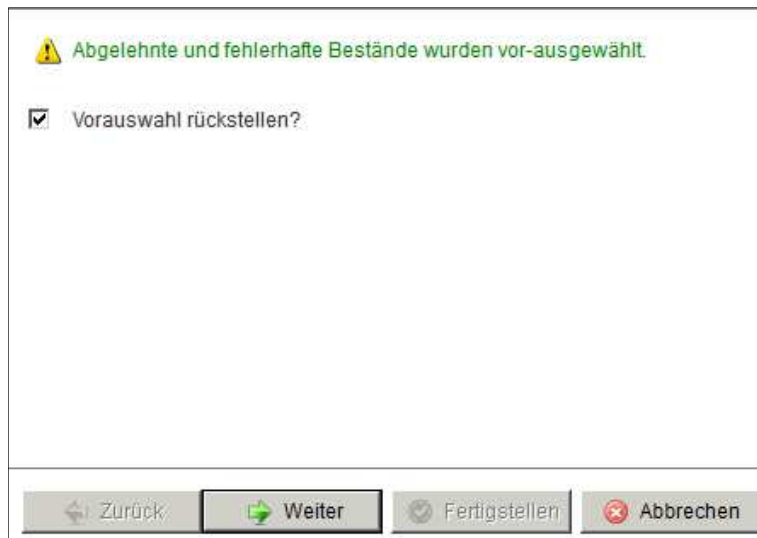 Abgelehnte und fehlerhafte Bestände wurden vor-ausgewählt.
Vorauswahl rückstellen?
Zurück Weiter Fertigstellen Abbrechen